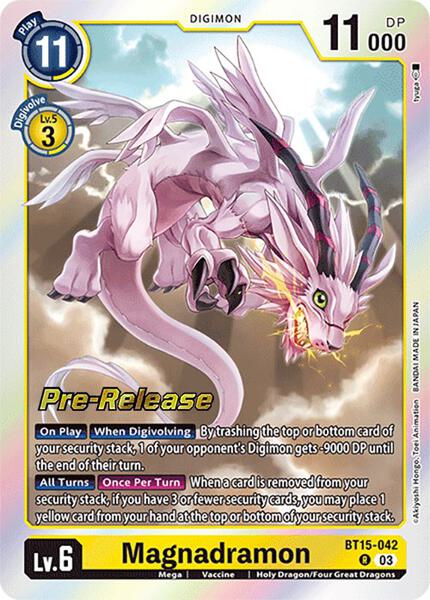 Play
11
DIGIMON
11000
DP
Digivolve
Lv.5
3
Iyuga
Pre-Release
On Play When Digivolving By trashing the top or bottom card of
your security stack, 1 of your opponent's Digimon gets -9000 DP until
the end of their turn.
All Turns Once Per Turn When a card is removed from your
security stack, if you have 3 or fewer security cards, you may place 1
yellow card from your hand at the top or bottom of your security stack.
©Akiyoshi Hongo, Toei Animation BANDAI MADE IN JAPAN
Lv.6
Magnadramon
BT15-042
R 03
Mega | Vaccine | Holy Dragon/Four Great Dragons